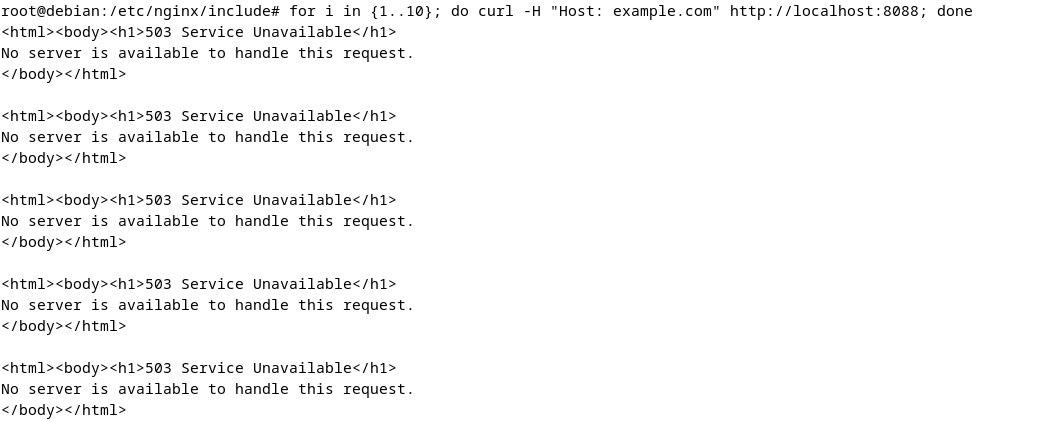 root@debian:/etc/nginx/include# for i in {1..10}; do curl -H "Host: example.com" http://localhost:8088; done
<html><body><h1>503 Service Unavailable</h1>
No server is available to handle this request.
</body></html>

<html><body><h1>503 Service Unavailable</h1>
No server is available to handle this request.
</body></html>

<html><body><h1>503 Service Unavailable</h1>
No server is available to handle this request.
</body></html>

<html><body><h1>503 Service Unavailable</h1>
No server is available to handle this request.
</body></html>

<html><body><h1>503 Service Unavailable</h1>
No server is available to handle this request.
</body></html>